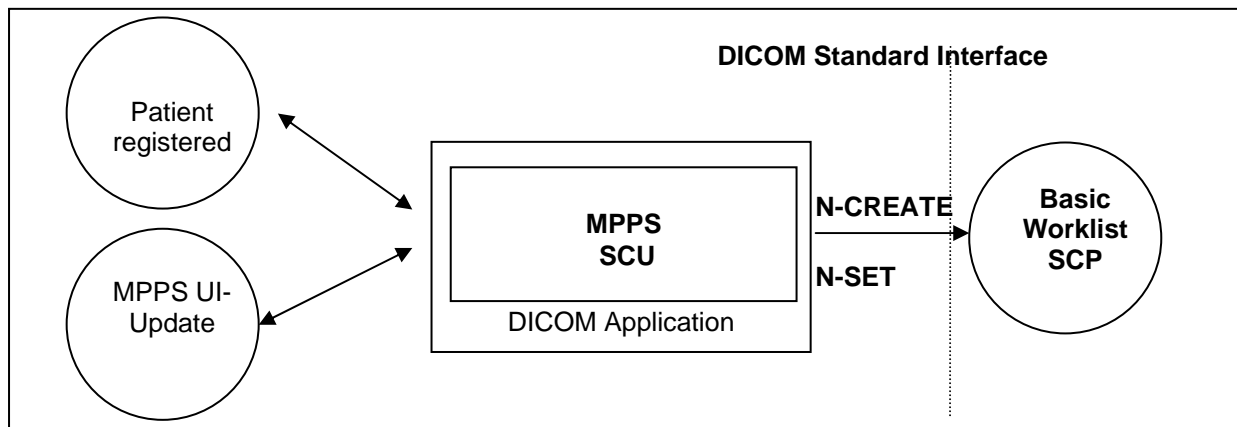 DICOM Standard Interface
Patient
registered
MPPS UI-
Update
MPPS
SCU
DICOM Application
N-CREATE
N-SET
Basic
Worklist
SCP